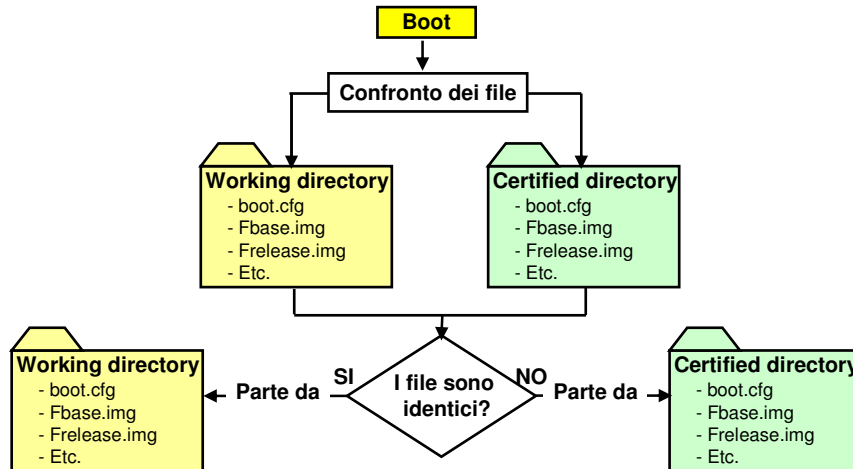 Boot
Confronto dei file
Working directory
- boot.cfg
- Fbase.img
- Frelease.img
- Etc.
Certified directory
- boot.cfg
- Fbase.img
- Frelease.img
- Etc.
Working directory
- boot.cfg
- Fbase.img
- Frelease.img
- Etc.
Parte da
SI
I file sono
identici?
NO
Parte da
Certified directory
- boot.cfg
- Fbase.img
- Frelease.img
- Etc.